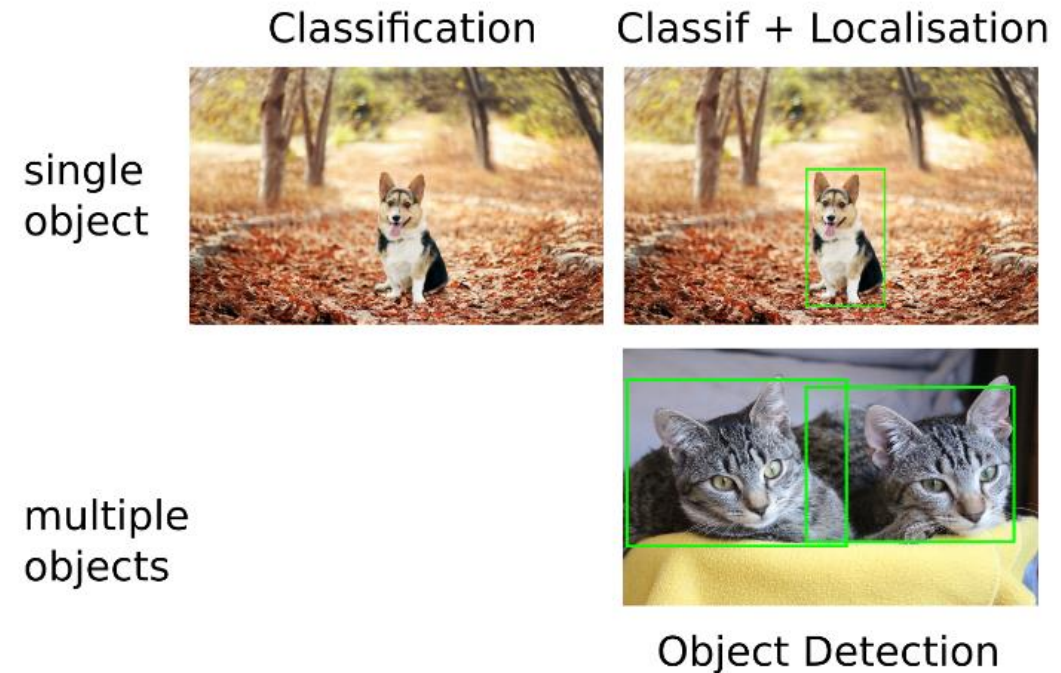 Classification
Classif + Localisation
single
object
multiple
objects
Object Detection